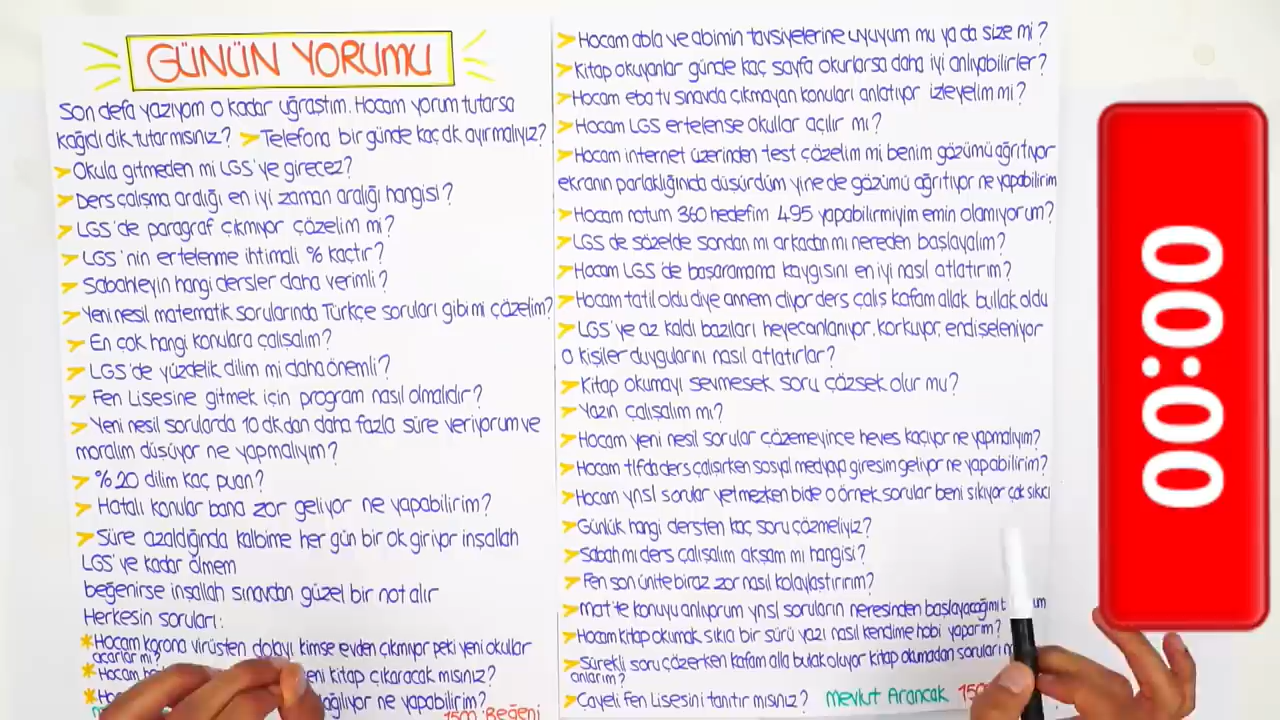 GÜNÜN YORUMU
Son defa yazıyom o kadar uğraştım. Hocam yorum tutarsa
kağıdı dik tutarmısınız? ➤Telefona bir günde kaç dk ayırmalıyız?
➤Okula gitmeden mi LGS'ye girecez?
➤Ders çalışma aralığı en iyi zaman aralığı hangisi?
➤LGS'de paragraf çıkmıyor çözelim mi?
➤LGS'nin ertelenme ihtimali % kaçtır?
➤Sabahleyin hangi dersler daha verimli?
➤Yeni nesil matematik sorularında Türkçe soruları gibi mi çözelim?
➤En çok hangi konulara çalışalım?
➤LGS'de yüzdelik dilim mi daha önemli?
➤Fen Lisesine gitmek için program nasıl olmalıdır?
➤Yeni nesil sorularda 10 dk dan daha fazla süre veriyorum ve
moralim düşüyor ne yapmalıyım?
➤%20 dilim kaç puan?
➤Hatalı konular bana zor geliyor ne yapabilirim?
➤Süre azaldığında kalbime her gün bir ok giriyor inşallah
LGS'ye kadar ölmem
beğenirse inşallah sınavdan güzel bir not alır
Herkesin soruları:
*Hocam korona virüsten dolayı kimse evden çıkmıyor peki yeni okullar
açarlar mı?
*Hocam yeni kitap çıkaracak mısınız?
ağlıyor ne yapabilirim?
1500 Beğeni
➤Hocam abla ve abimin tavsiyelerine uyuyum mu ya da size mi?
➤Kitap okuyanlar günde kaç sayfa okurlarsa daha iyi anlıyabilirler?
➤Hocam eba tv sınavda çıkmayan konuları anlatıyor izleyelim mi?
➤Hocam LGS ertelense okullar açılır mı?
➤Hocam internet üzerinden test çözelim mi benim gözümü ağrıtıyor
ekranın parlaklığında düşürdüm yine de gözümü ağrıtıyor ne yapabilirim
➤Hocam notum 360 hedefim 495 yapabilirmiyim emin olamıyorum?
➤LGS de sözelde sondan mı arkadan mı nereden başlayalım?
➤Hocam LGS'de başaramama kaygısını en iyi nasıl atlatırım?
➤Hocam tatil oldu diye annem diyor ders çalış kafam allak bullak oldu
➤LGS'ye az kaldı bazıları heyecanlanıyor, korkuyor, endişeleniyor
o kişiler duygularını nasıl atlatırlar?
➤Kitap okumayı sevmesek soru çözsek olur mu?
➤Yazın çalışalım mı?
➤Hocam yeni nesil sorular çözemeyince heves kaçıyor ne yapmalıyım?
➤Hocam tlfda ders çalışırken sosyal medyaya giresim geliyor ne yapabilirim?
➤Hocam ynsl sorular yetmezken bide o örnek sorular beni sıkıyor çok sıkıcı
➤Günlük hangi dersten kaç soru çözmeliyiz?
➤Sabah mı ders çalışalım akşam mı hangisi?
➤Fen son ünite biraz zor nasıl kolaylaştırırım?
➤mat'te konuyu anlıyorum ynsl soruların neresinden başlayacağımı
➤Hocam kitap okumak sıkıcı bir sürü yazı nasıl kendime hobi yaparım?
➤Sürekli soru çözerken kafam alla bulak oluyor kitap okumadan soruları
anlarım?
➤Çayeli Fen Lisesini tanıtır mısınız? mevlüt Arancak
00:00